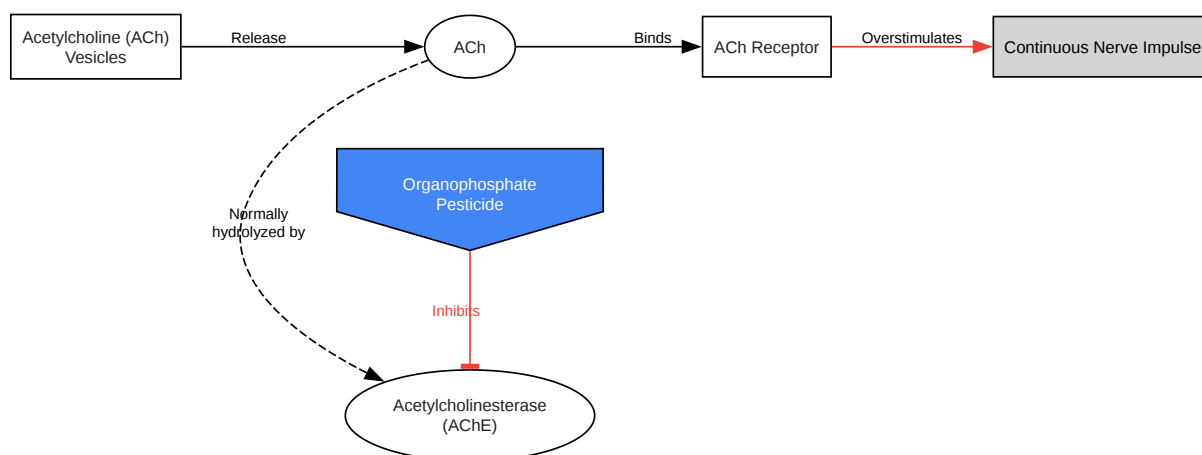 Acetylcholine (ACh)
Vesicles
Release
ACh
Binds
ACh Receptor
Overstimulates
Continuous Nerve Impulse
Organophosphate
Pesticide
Normally
hydrolyzed by
Inhibits
Acetylcholinesterase
(AChE)